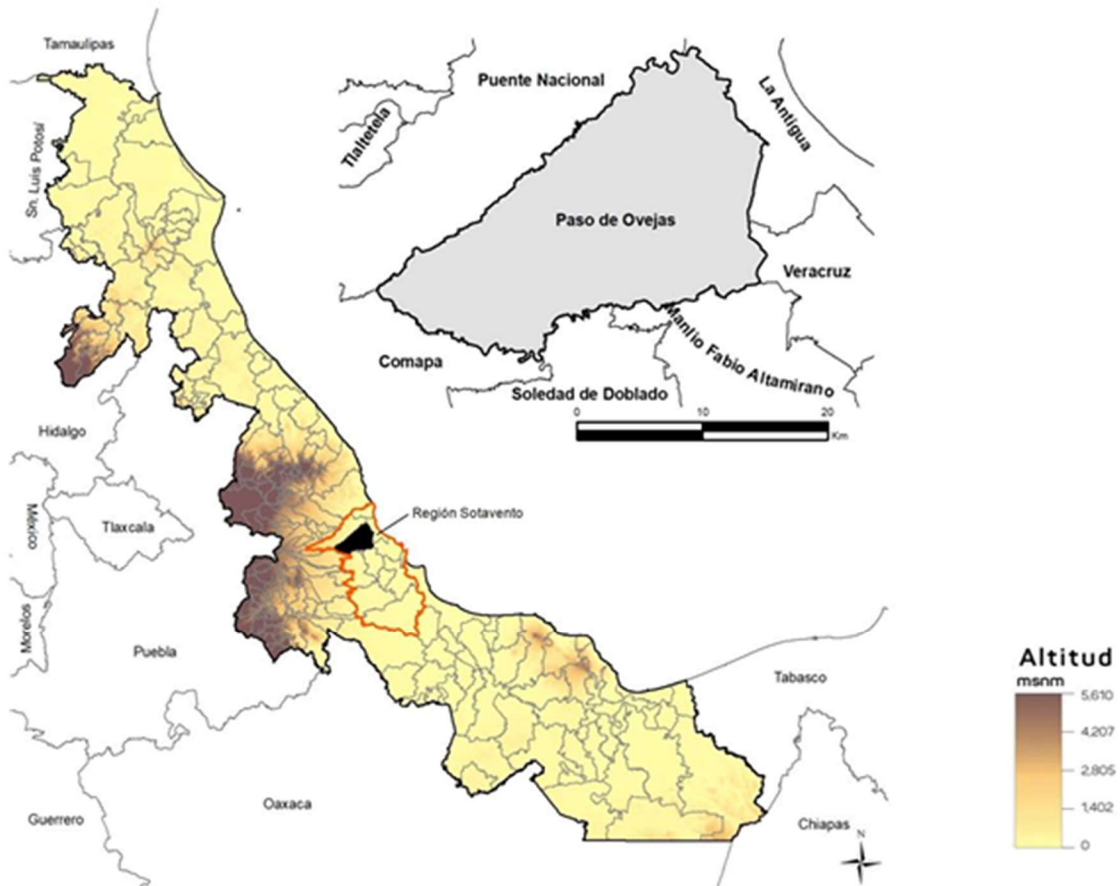 Tamaulipas
Sn. Luis Potosí
Hidalgo
México
Tlaxcala
Morelos
Puebla
Guerrero
Oaxaca
Región Sotavento
Tabasco
Chiapas
Puente Nacional
Tlaltetela
La Antigua
Paso de Ovejas
Veracruz
Comapa
Manlio Fabio Altamirano
Soledad de Doblado
0 10 20
Km
Altitud
msnm
5,610
4,207
2,805
1,402
0
N